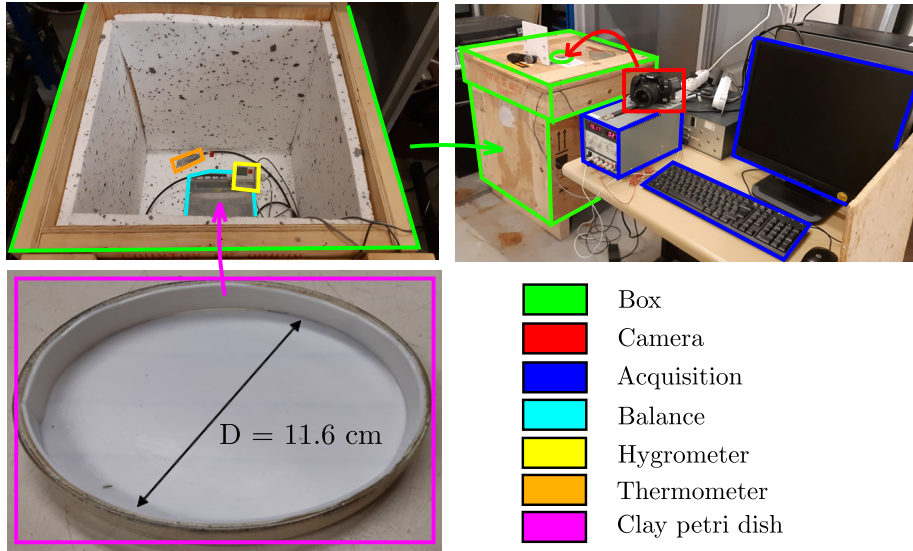 D = 11.6 cm
Box
Camera
Acquisition
Balance
Hygrometer
Thermometer
Clay petri dish